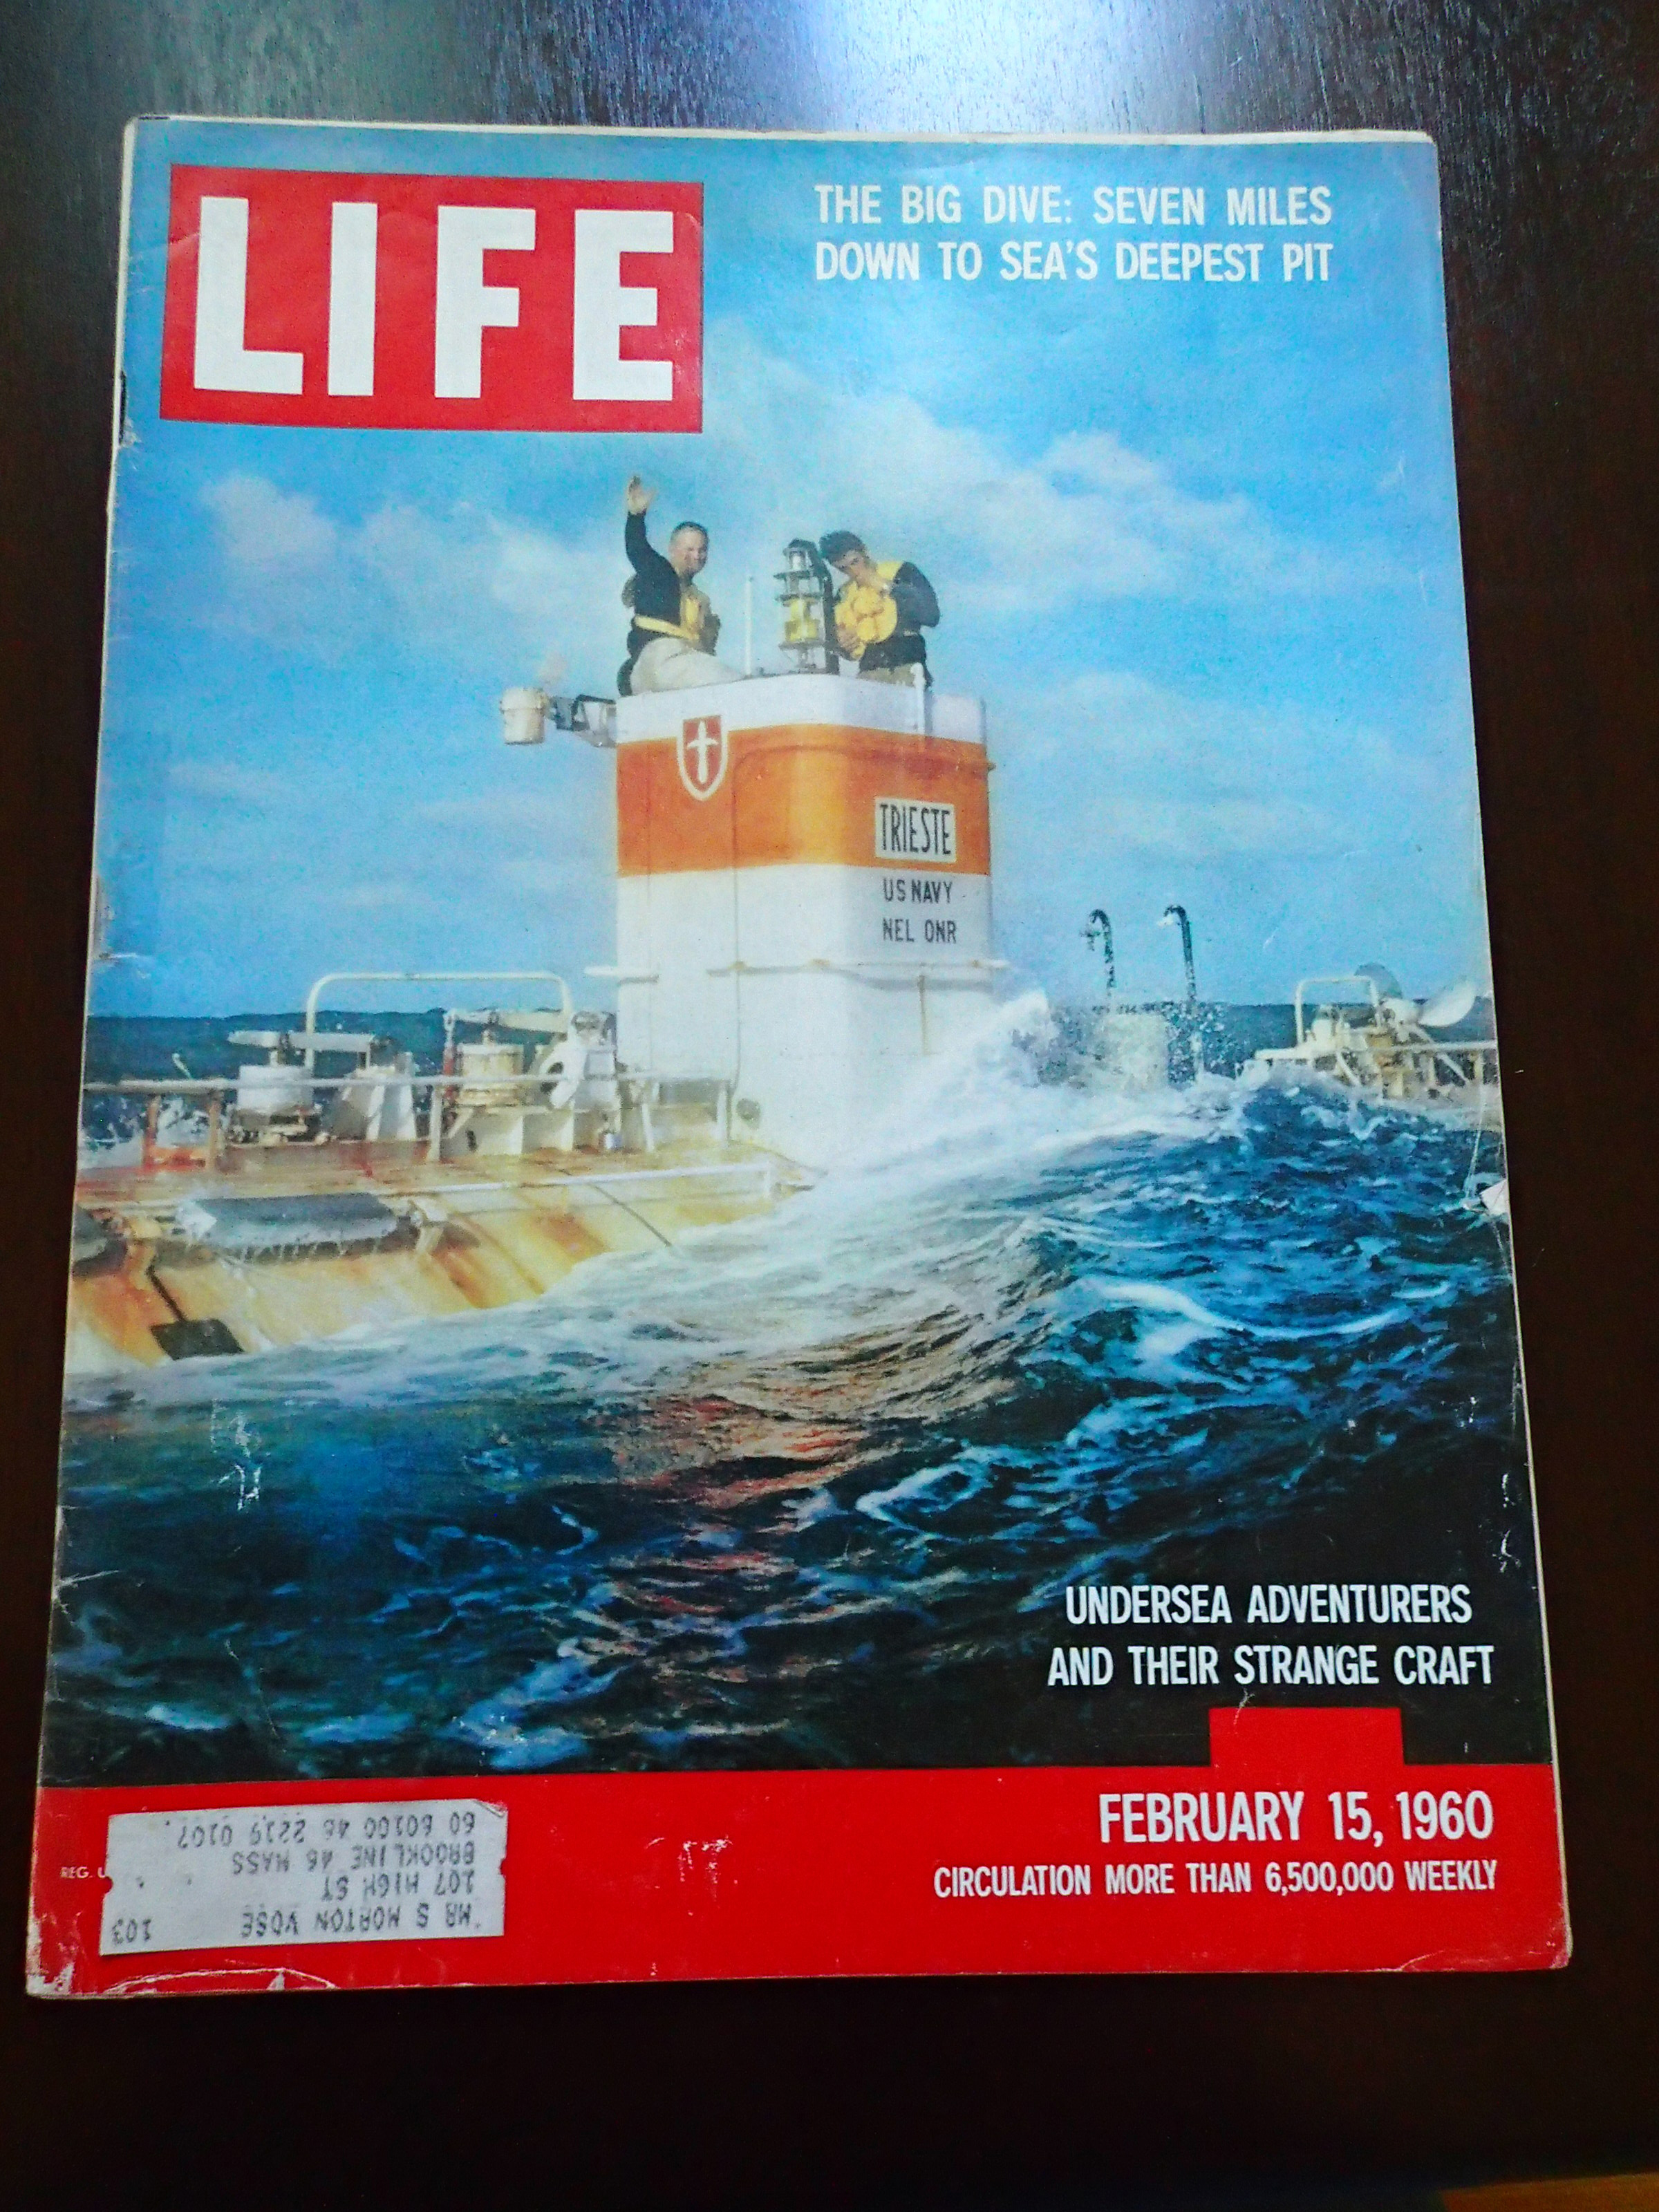 LIFE
THE BIG DIVE: SEVEN MILES
DOWN TO SEA'S DEEPEST PIT
TRIESTE
US NAVY
NEL ONR
UNDERSEA ADVENTURERS
AND THEIR STRANGE CRAFT
FEBRUARY 15, 1960
CIRCULATION MORE THAN 6,500,000 WEEKLY
REG.
MR S MORTON VOSE 103
107 HIGH ST
BROOKLINE 46 MASS
60 60100 46 2219 0107